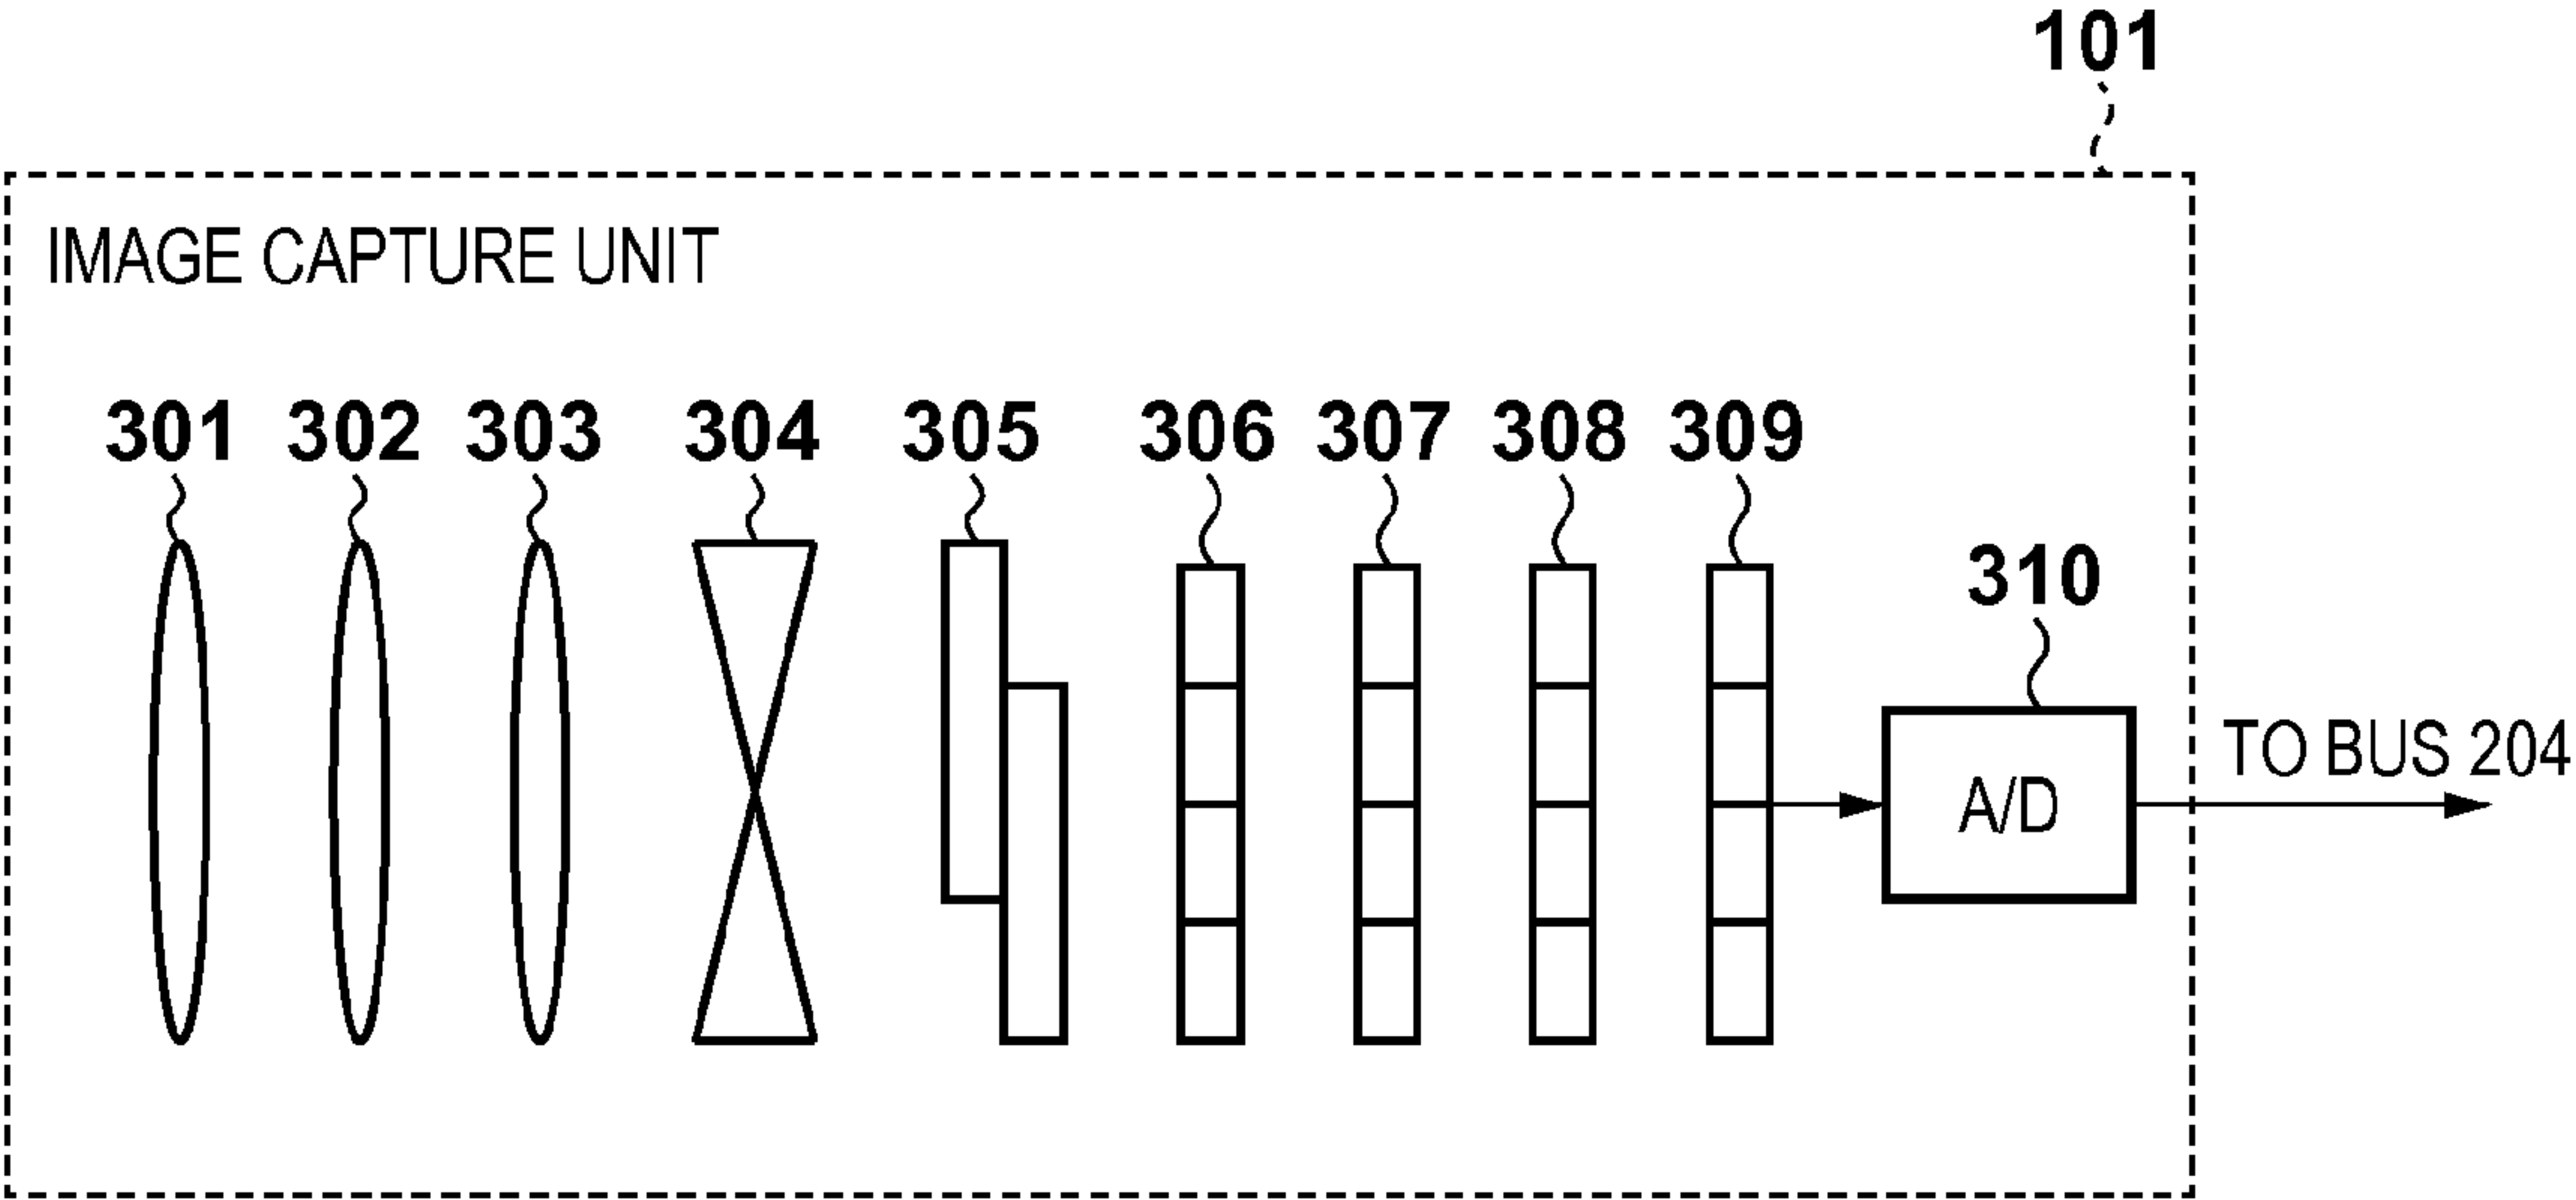 101
IMAGE CAPTURE UNIT
301 302 303 304 305 306 307 308 309
310
A/D
TO BUS 204